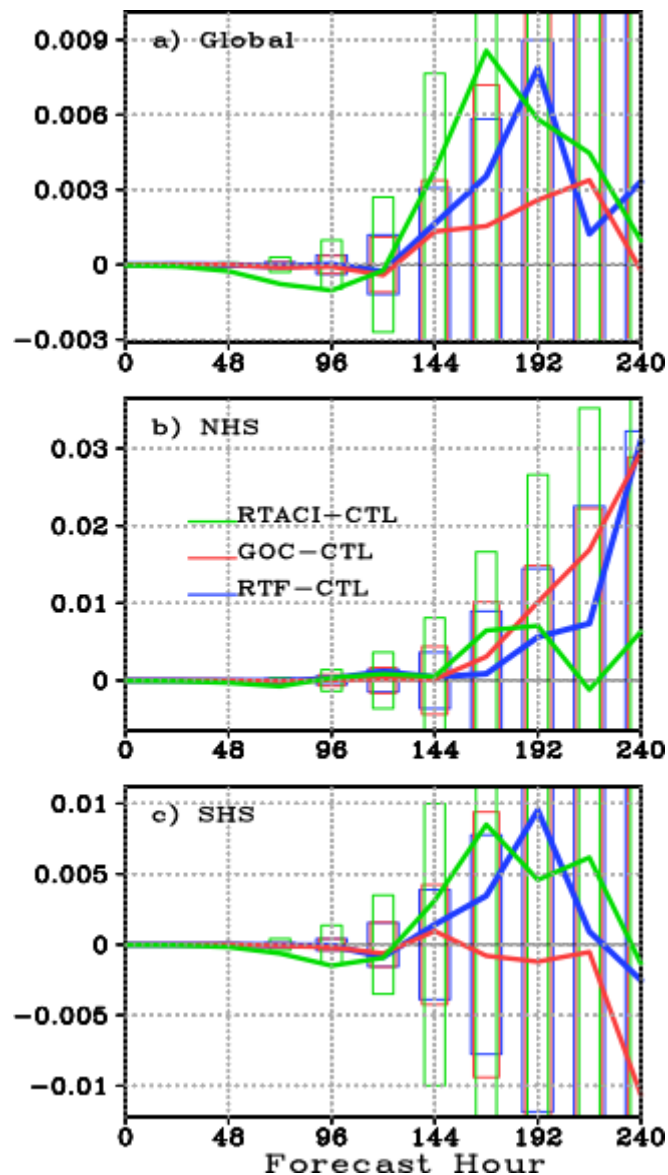 a) Global
0.009
0.006
0.003
0
−0.003
0 48 96 144 192 240
b) NHS
0.03
0.02
0.01
0
RTACI−CTL
GOC−CTL
RTF−CTL
0 48 96 144 192 240
c) SHS
0.01
0.005
0
−0.005
−0.01
0 48 96 144 192 240
Forecast Hour